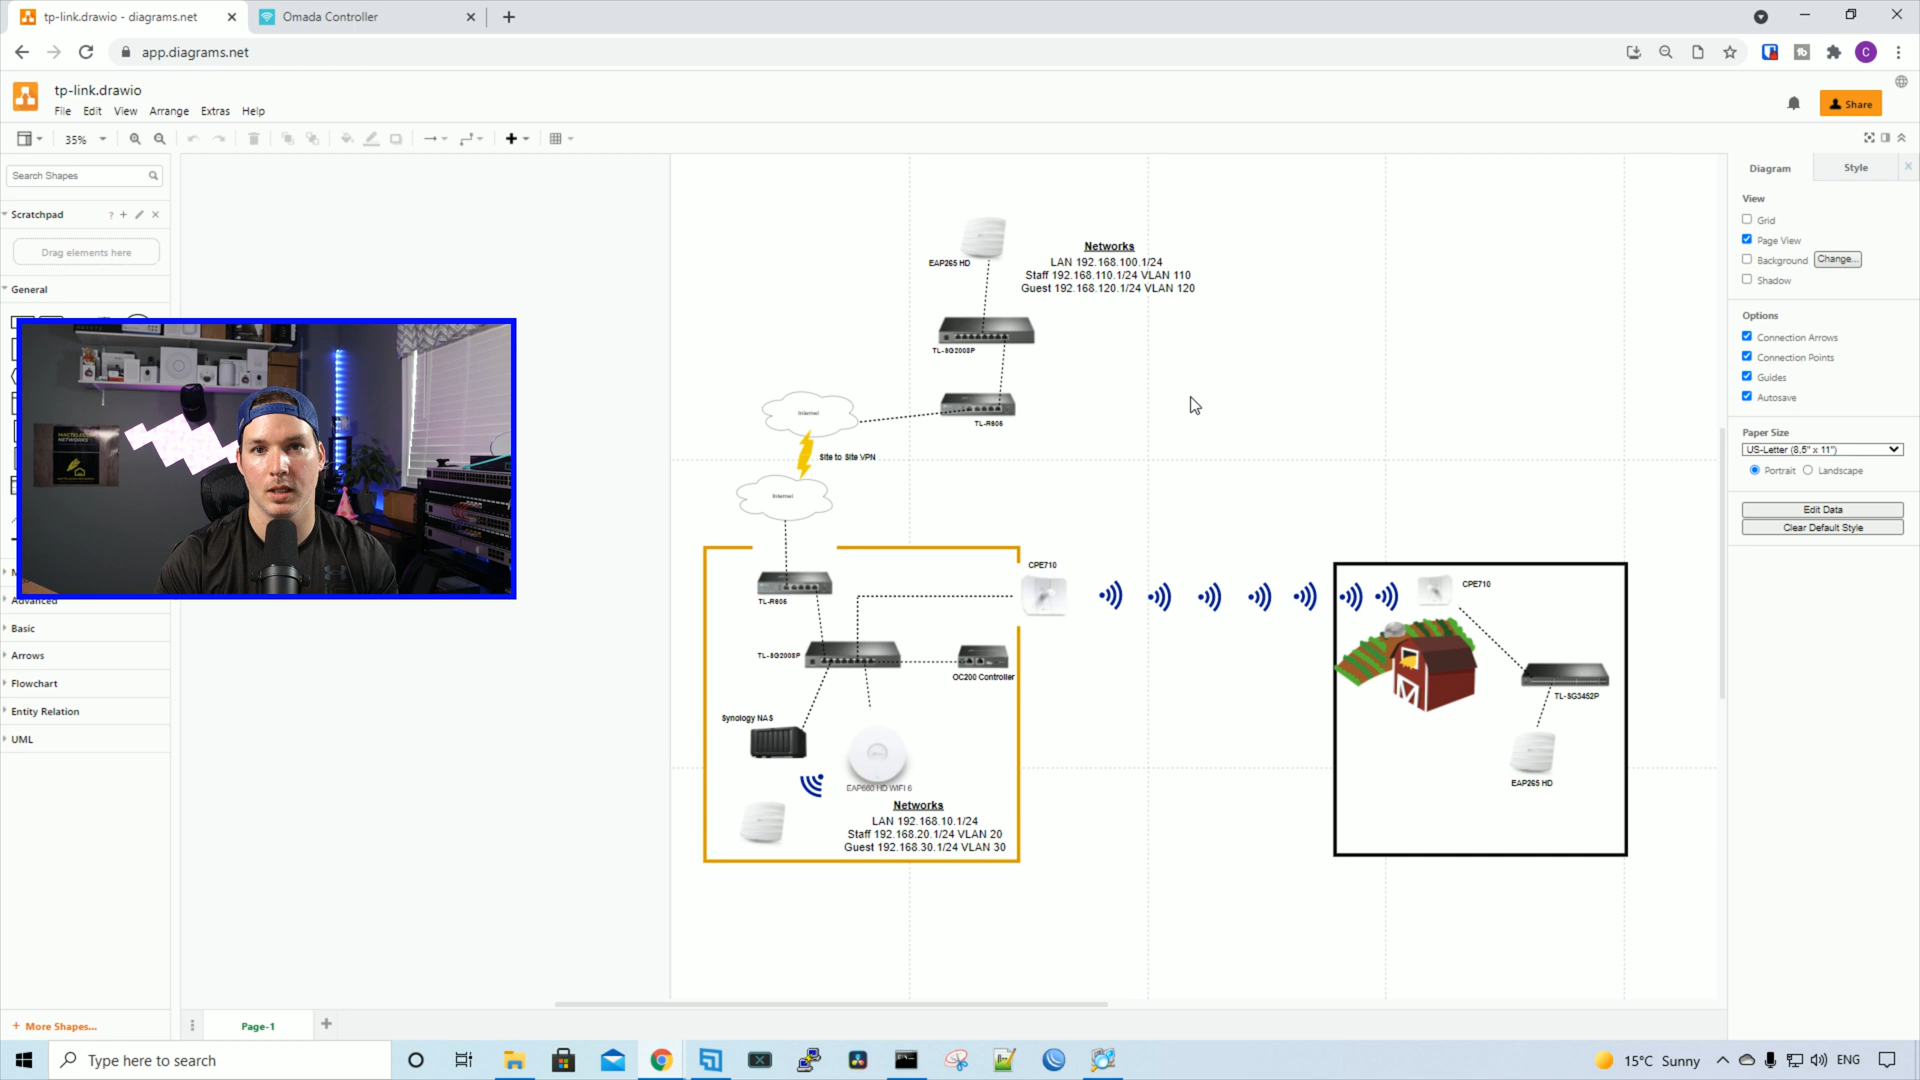 tp-link.drawio - diagrams.net
Omada Controller
app.diagrams.net
C
tp-link.drawio
File Edit View Arrange Extras Help
Share
35%
Search Shapes
Scratchpad
?
Drag elements here
General
Advanced
Basic
Arrows
Flowchart
Entity Relation
UML
+ More Shapes...
Page-1
EAP265 HD
Networks
LAN 192.168.100.1/24
Staff 192.168.110.1/24 VLAN 110
Guest 192.168.120.1/24 VLAN 120
TL-SG2008P
TL-R605
Internet
Site to Site VPN
Internet
TL-R605
TL-SG2008P
OC200 Controller
CPE710
Synology NAS
EAP660 HD WIFI 6
Networks
LAN 192.168.10.1/24
Staff 192.168.20.1/24 VLAN 20
Guest 192.168.30.1/24 VLAN 30
CPE710
TL-SG3452P
EAP265 HD
MACTELECOM
NETWORKS
Diagram
Style
View
Grid
Page View
Background
Change...
Shadow
Options
Connection Arrows
Connection Points
Guides
Autosave
Paper Size
US-Letter (8,5" x 11")
Portrait
Landscape
Edit Data
Clear Default Style
Type here to search
15°C Sunny
ENG